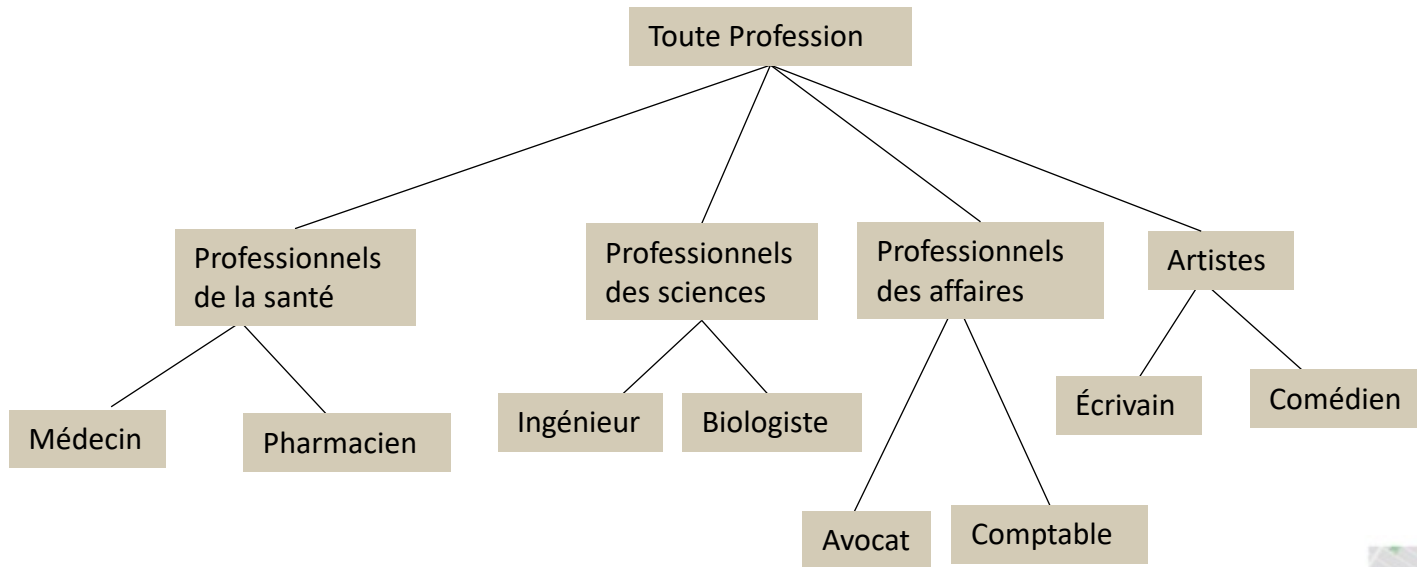 Toute Profession
Professionnels
de la santé
Professionnels
des sciences
Professionnels
des affaires
Artistes
Médecin
Pharmacien
Ingénieur
Biologiste
Avocat
Comptable
Écrivain
Comédien